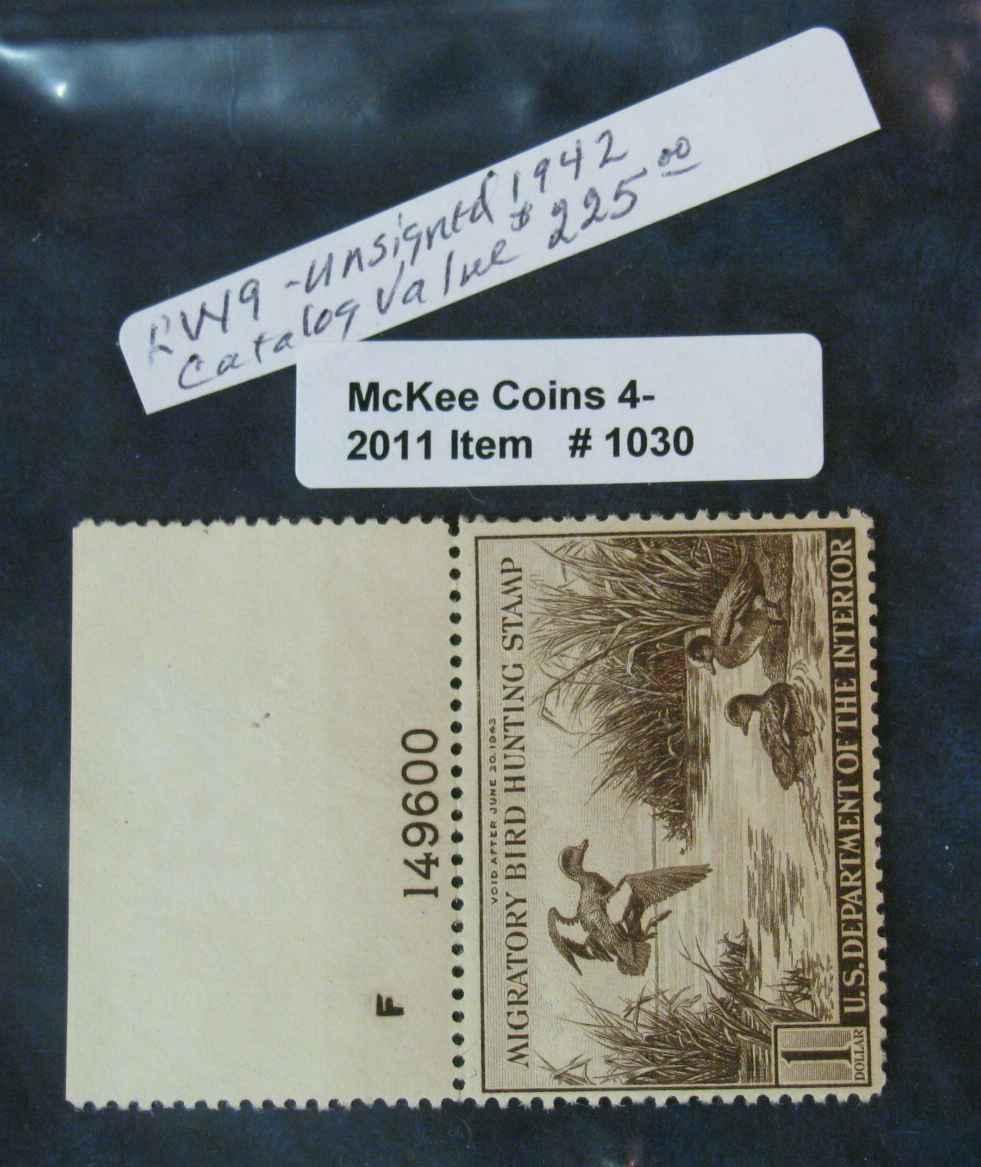 RW9 - unsigned 1942
Catalog Value $225.00
McKee Coins 4-
2011 Item # 1030
F 149600
VOID AFTER JUNE 30, 1943
MIGRATORY BIRD HUNTING STAMP
1
DOLLAR
U.S. DEPARTMENT OF THE INTERIOR